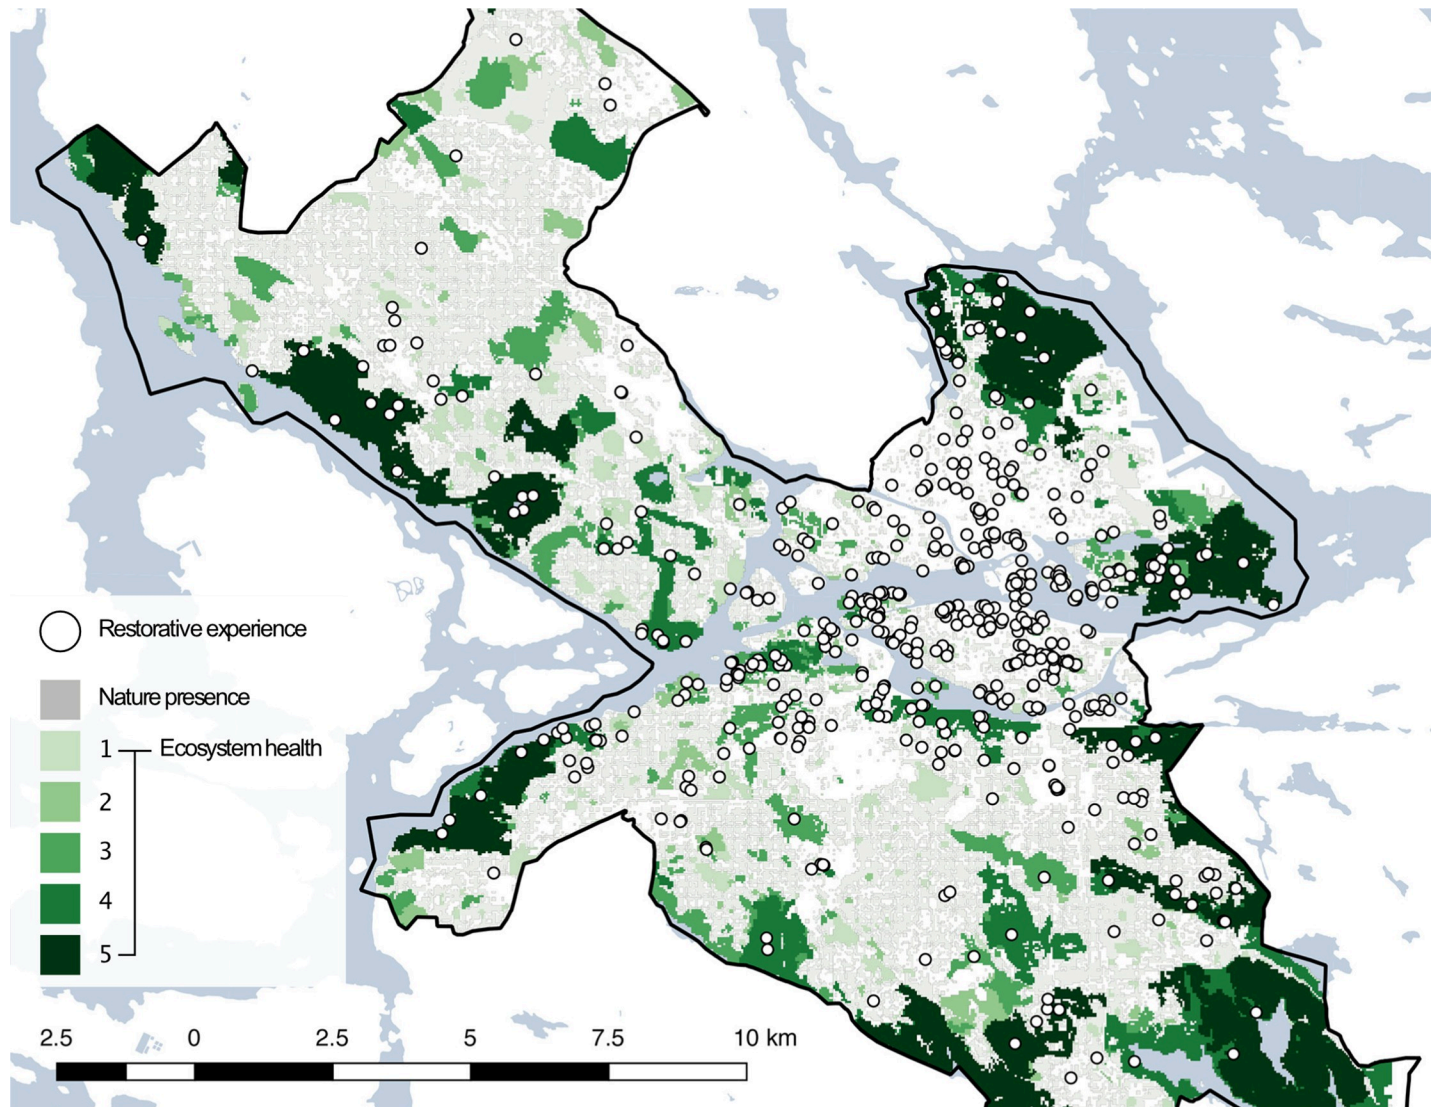 Restorative experience
Nature presence
1 Ecosystem health
2
3
4
5
2.5 0 2.5 5 7.5 10 km